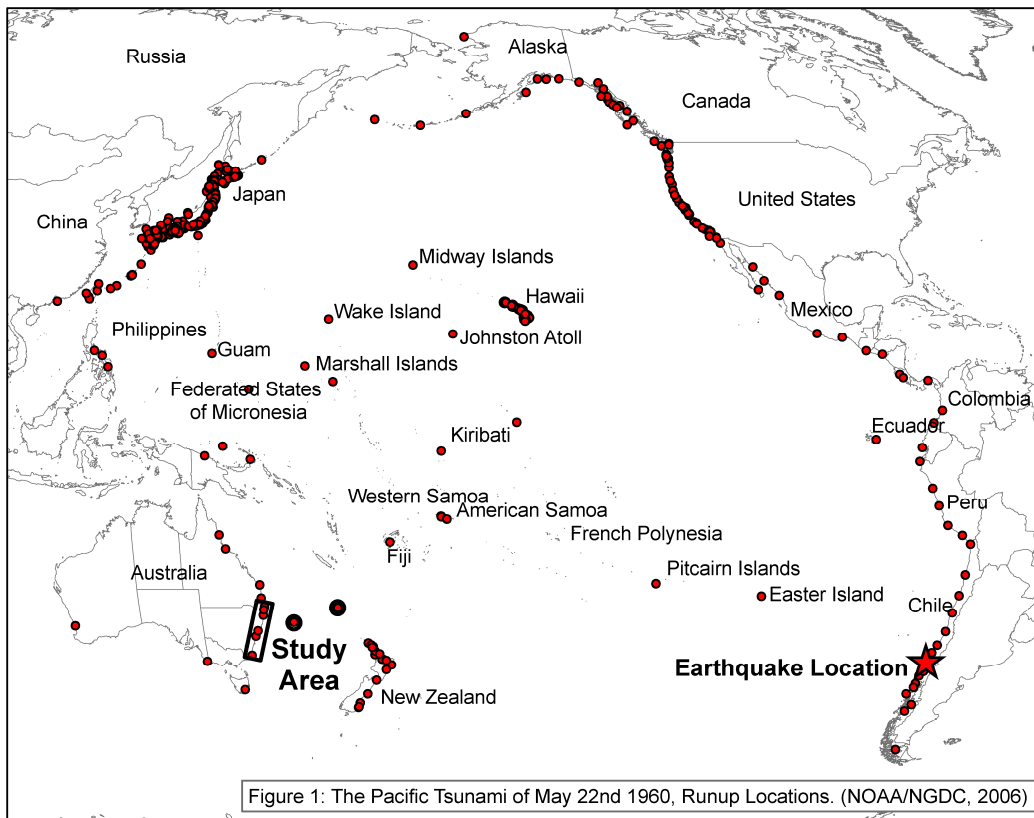 Russia
Alaska
Canada
Japan
China
United States
Midway Islands
Hawaii
Wake Island
Mexico
Philippines
Johnston Atoll
Guam
Marshall Islands
Federated States
of Micronesia
Colombia
Ecuador
Kiribati
Western Samoa
American Samoa
Peru
French Polynesia
Fiji
Australia
Pitcairn Islands
Easter Island
Chile
Study
Area
Earthquake Location
New Zealand
Figure 1: The Pacific Tsunami of May 22nd 1960, Runup Locations. (NOAA/NGDC, 2006)